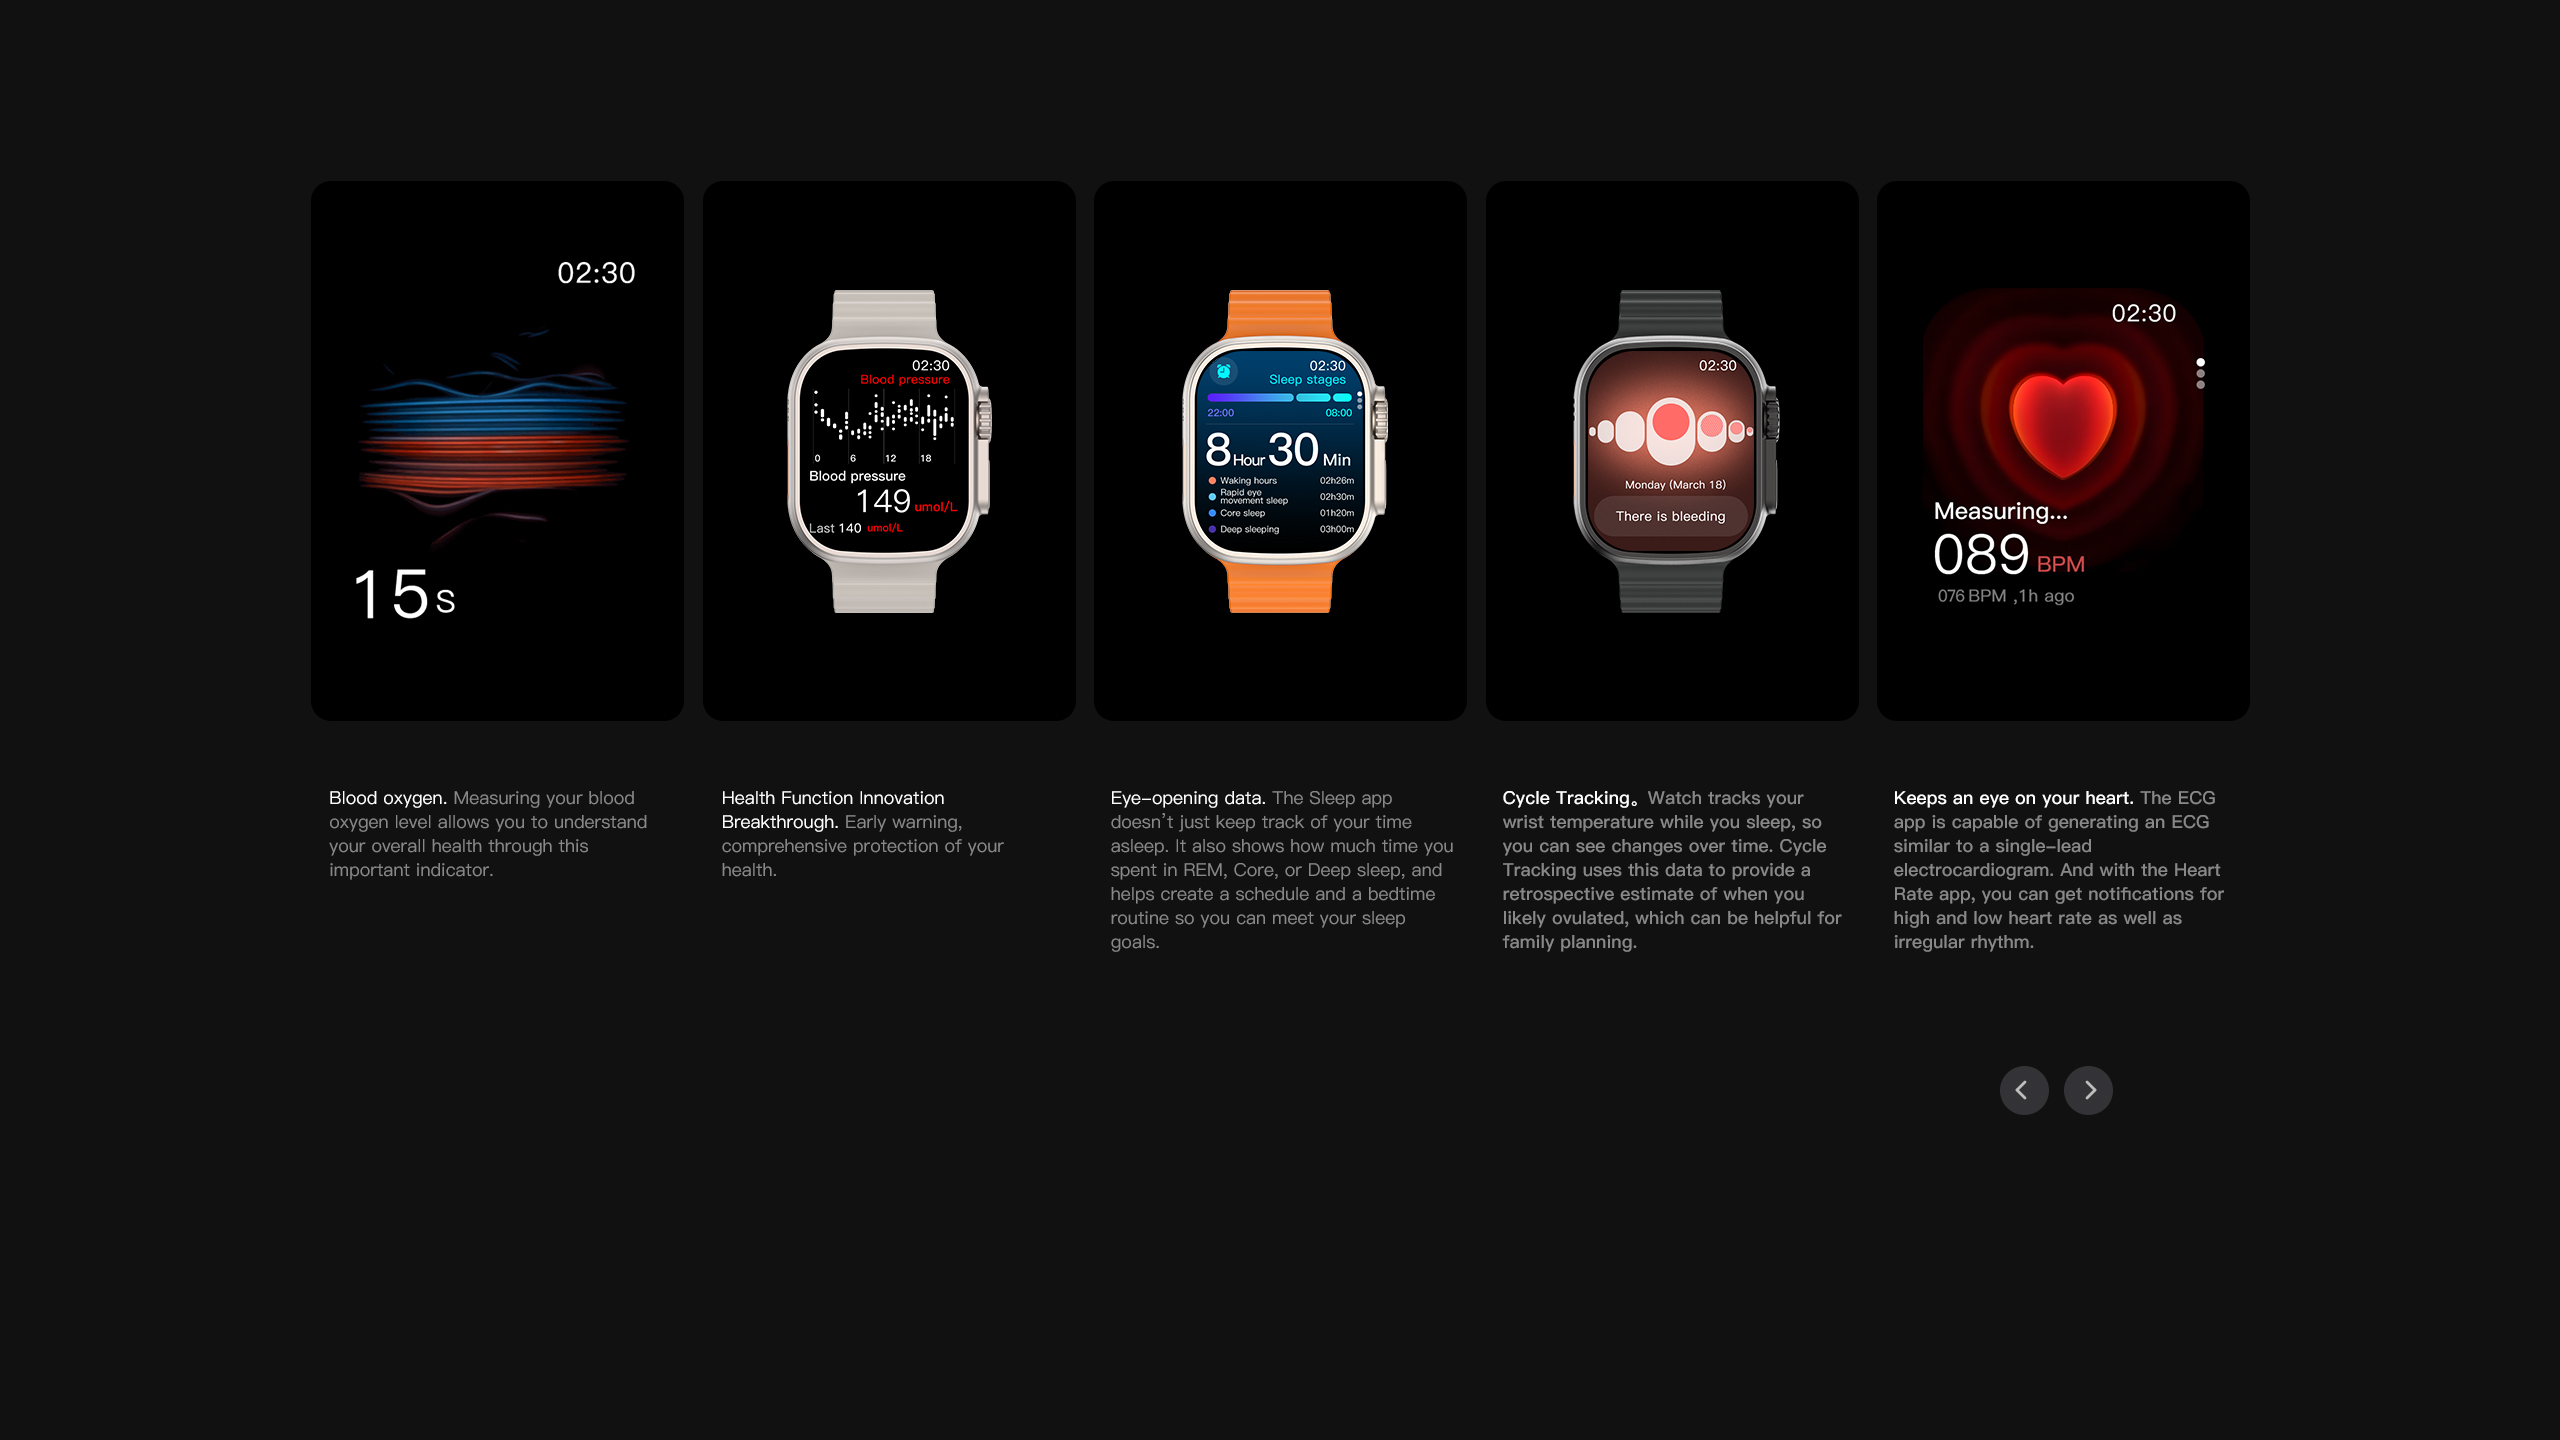 02:30
15 s
02:30
Blood pressure
0 6 12 18
Blood pressure
149 umol/L
Last 140 umol/L
02:30
Sleep stages
22:00 08:00
8 Hour 30 Min
Waking hours 02h26m
Rapid eye
movement sleep 02h30m
Core sleep 01h20m
Deep sleeping 03h00m
02:30
Monday (March 18)
There is bleeding
02:30
Measuring...
089 BPM
076 BPM ,1h ago
Blood oxygen. Measuring your blood
oxygen level allows you to understand
your overall health through this
important indicator.
Health Function Innovation
Breakthrough. Early warning,
comprehensive protection of your
health.
Eye-opening data. The Sleep app
doesn't just keep track of your time
asleep. It also shows how much time you
spent in REM, Core, or Deep sleep, and
helps create a schedule and a bedtime
routine so you can meet your sleep
goals.
Cycle Tracking。Watch tracks your
wrist temperature while you sleep, so
you can see changes over time. Cycle
Tracking uses this data to provide a
retrospective estimate of when you
likely ovulated, which can be helpful for
family planning.
Keeps an eye on your heart. The ECG
app is capable of generating an ECG
similar to a single-lead
electrocardiogram. And with the Heart
Rate app, you can get notifications for
high and low heart rate as well as
irregular rhythm.